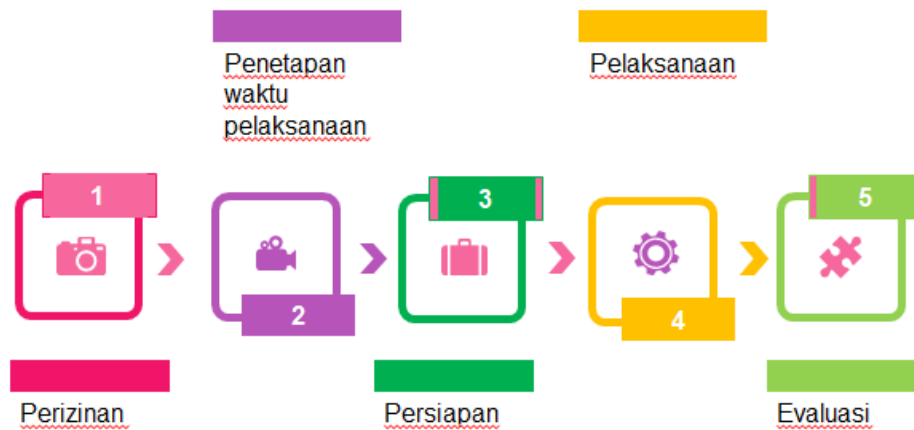 Penetapan
waktu
pelaksanaan
Pelaksanaan
1
2
3
4
5
Perizinan
Persiapan
Evaluasi